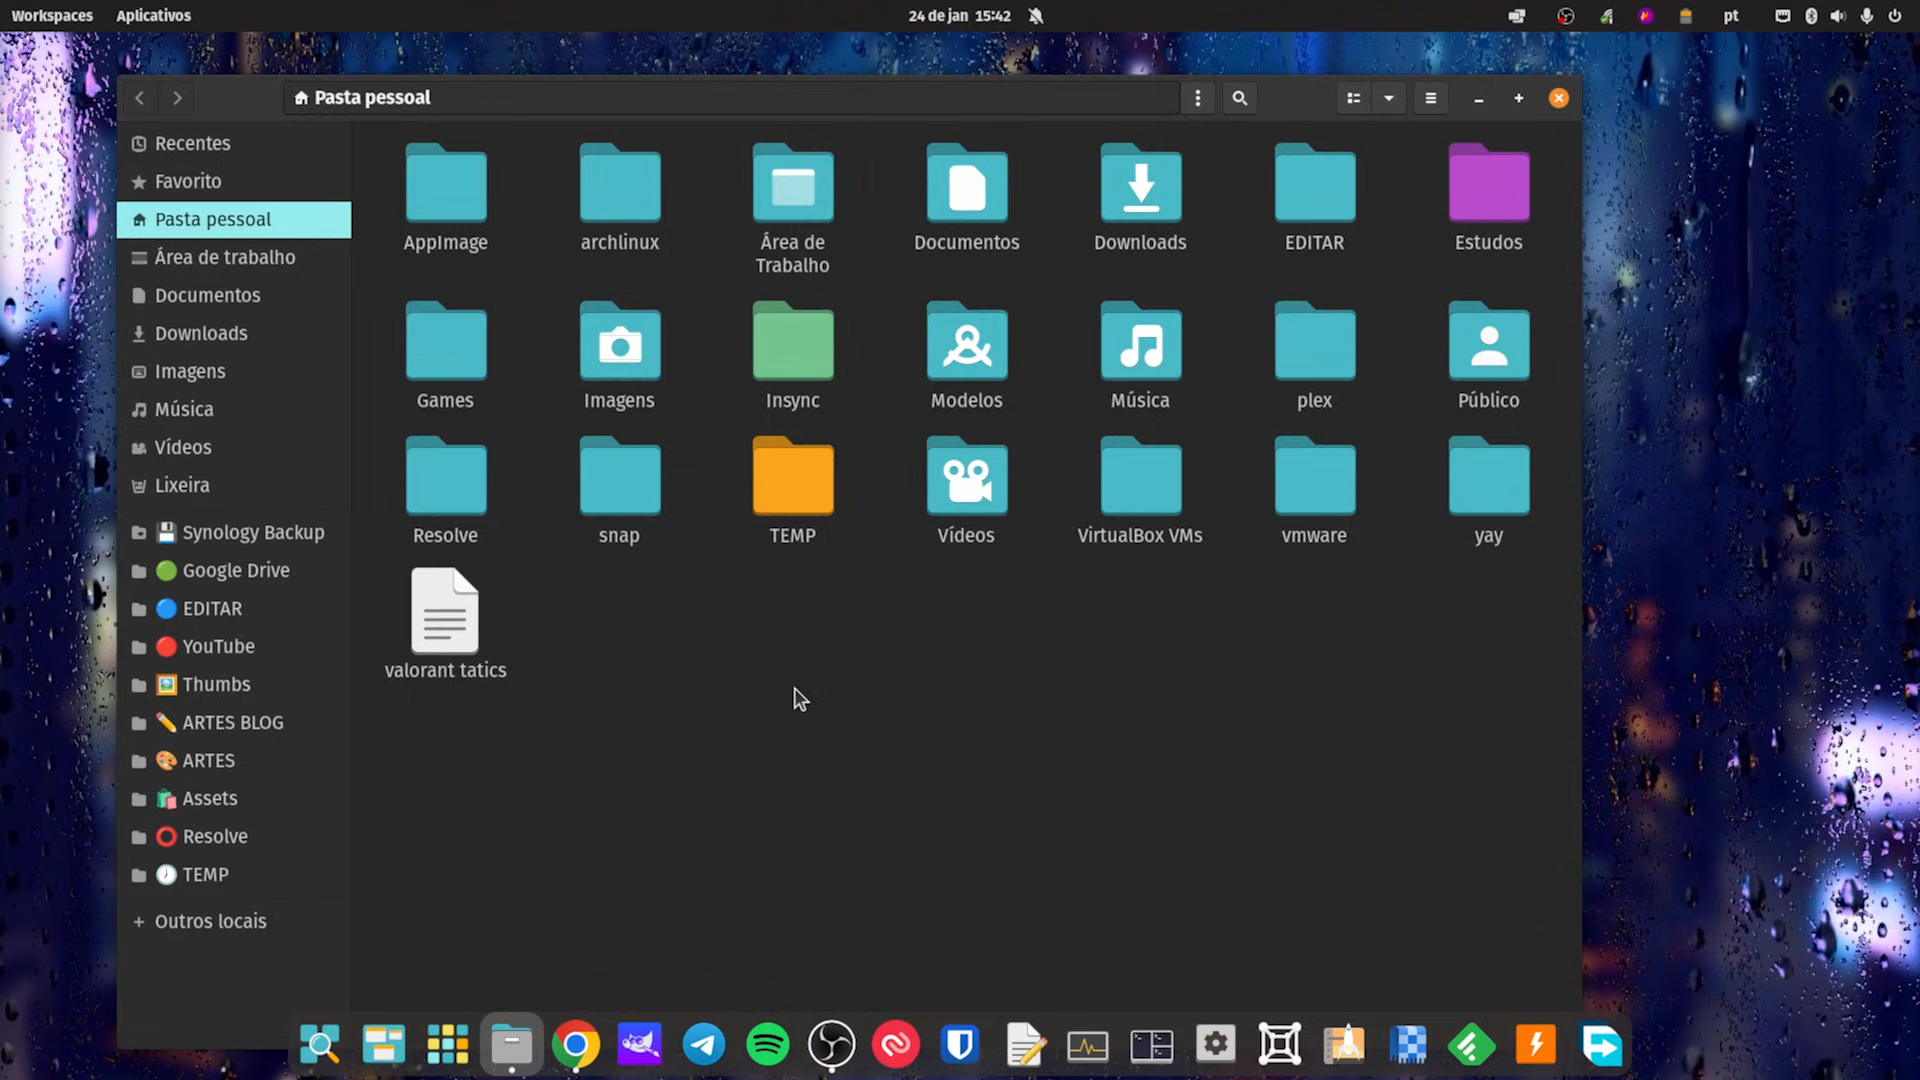 Workspaces Aplicativos 24 de jan 15:42 pt
Pasta pessoal
Recentes
Favorito
Pasta pessoal
Área de trabalho
Documentos
Downloads
Imagens
Música
Vídeos
Lixeira
Synology Backup
Google Drive
EDITAR
YouTube
Thumbs
ARTES BLOG
ARTES
Assets
Resolve
TEMP
Outros locais
AppImage archlinux Área de Trabalho Documentos Downloads EDITAR Estudos
Games Imagens Insync Modelos Música plex Público
Resolve snap TEMP Vídeos VirtualBox VMs vmware yay
valorant tatics